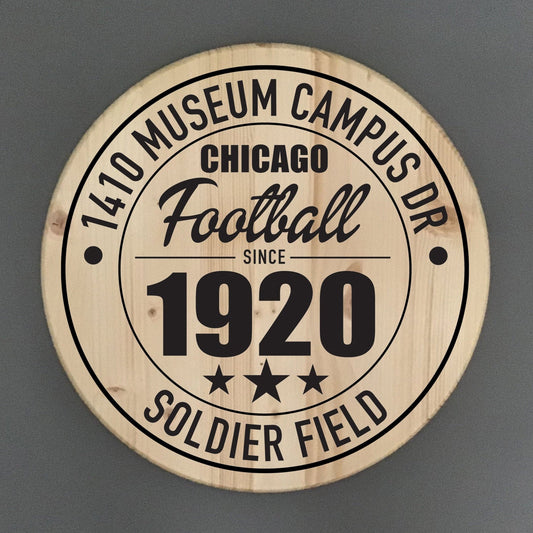 1410 MUSEUM CAMPUS DR
CHICAGO
Football
SINCE
1920
SOLDIER FIELD